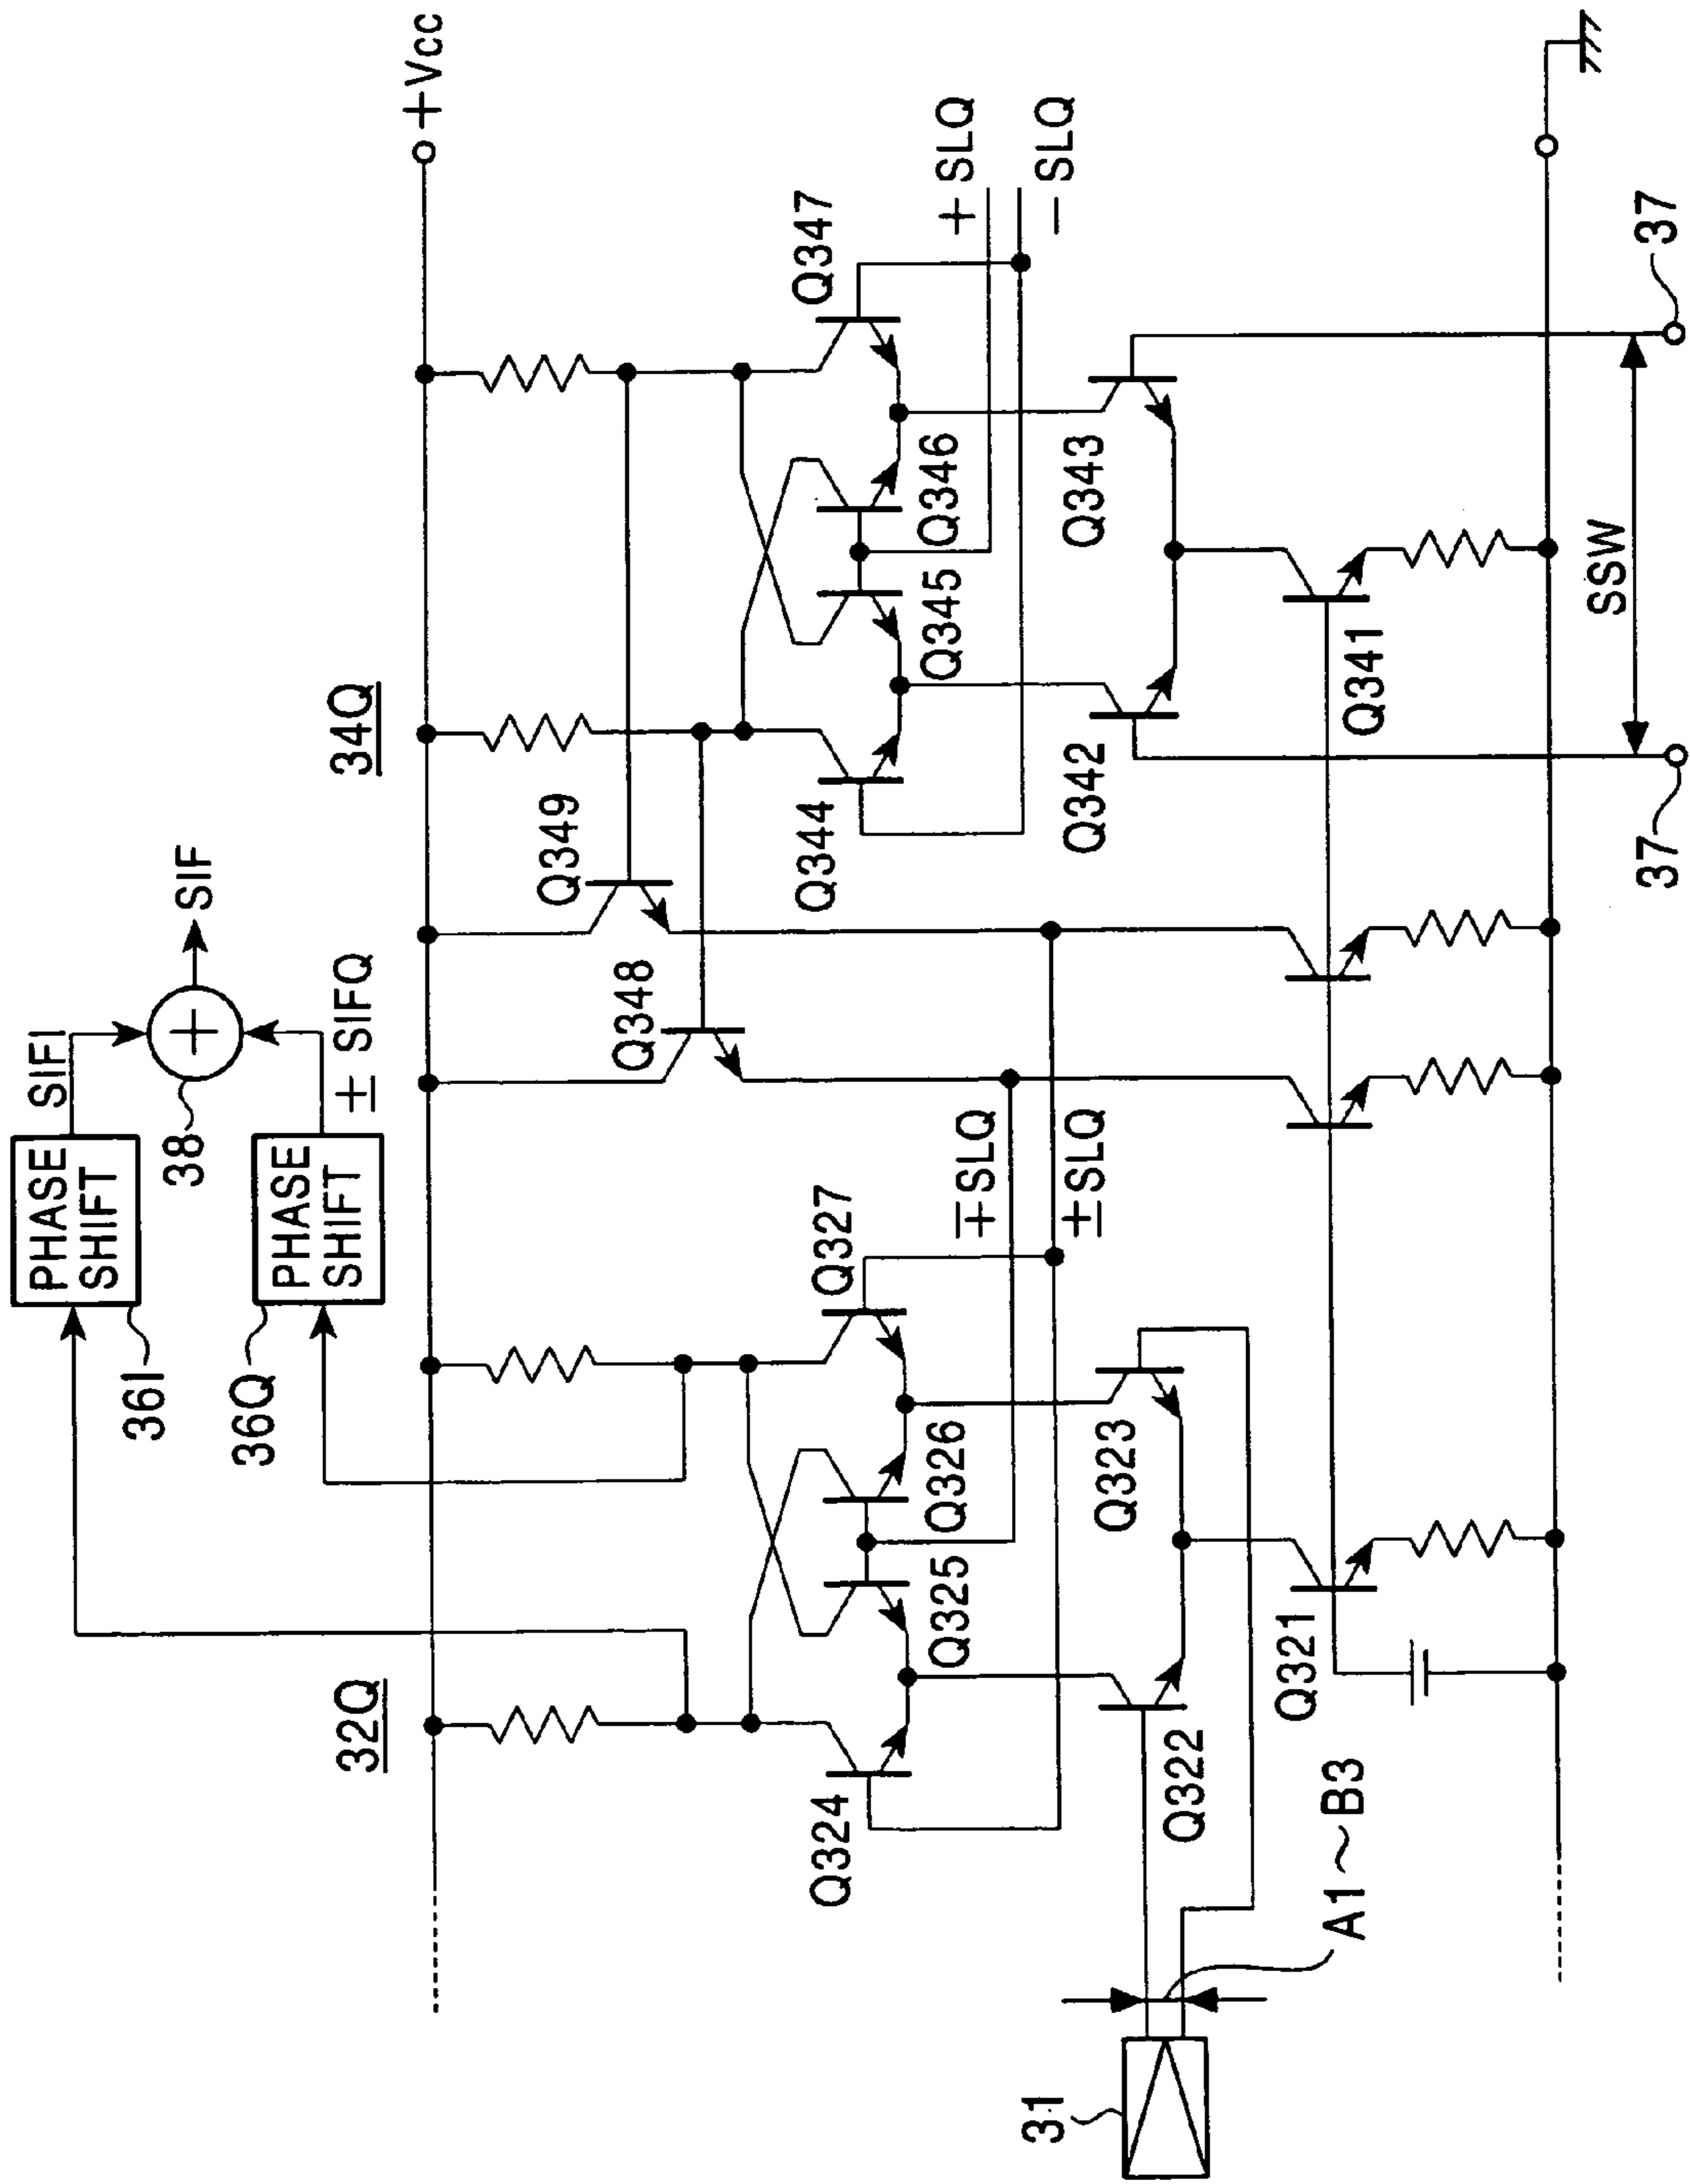 PHASE
SHIFT
SIFI
36I
PHASE
SHIFT
± SIFQ
36Q
38
SIF
32Q
34Q
+Vcc
Q349
Q348
Q324
Q325
Q326
Q327
∓SLQ
±SLQ
Q344
Q345
Q346
Q347
+SLQ
−SLQ
31
A1~B3
Q322
Q323
Q342
Q343
Q321
Q341
SSW
37
37